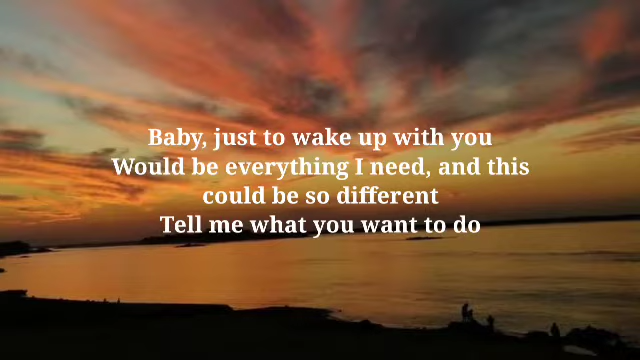 Baby, just to wake up with you
Would be everything I need, and this
could be so different
Tell me what you want to do